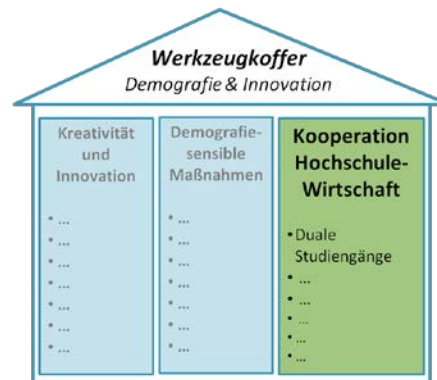 Werkzeugkoffer
Demografie & Innovation
Kreativität
und
Innovation
• ...
• ...
• ...
• ...
• ...
• ...
• ...
Demografie-
sensible
Maßnahmen
• ...
• ...
• ...
• ...
• ...
• ...
• ...
Kooperation
Hochschule-
Wirtschaft
• Duale
Studiengänge
• ...
• ...
• ...
• ...
• ...